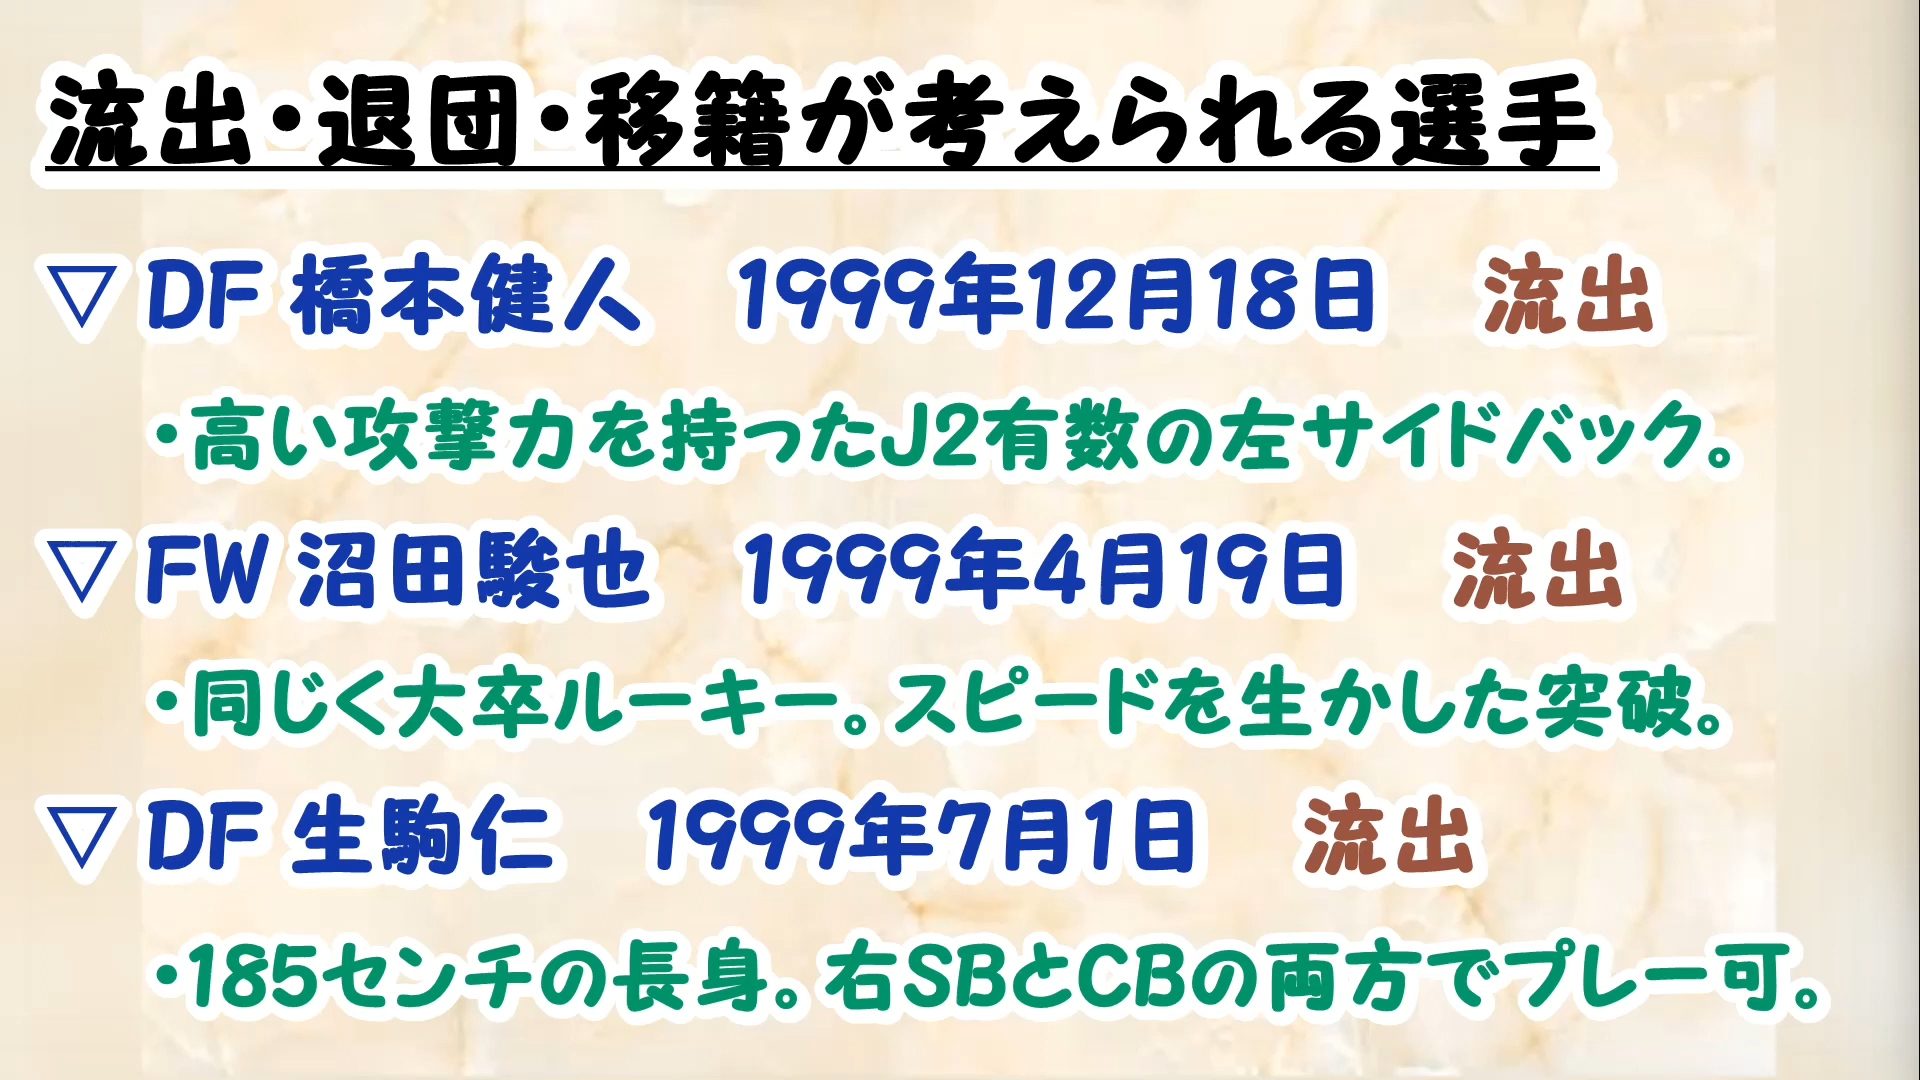 流出・退団・移籍が考えられる選手
▽ DF 橋本健人　1999年12月18日　流出
・高い攻撃力を持ったJ2有数の左サイドバック。
▽ FW 沼田駿也　1999年4月19日　流出
・同じく大卒ルーキー。スピードを生かした突破。
▽ DF 生駒仁　1999年7月1日　流出
・185センチの長身。右SBとCBの両方でプレー可。